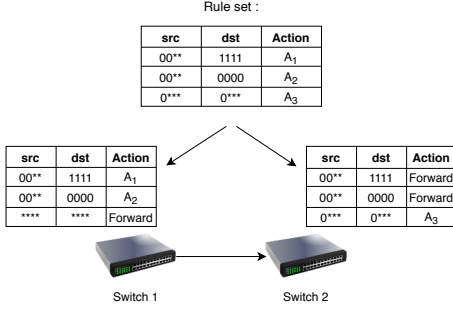 Rule set :
src dst Action
00** 1111 A1
00** 0000 A2
0*** 0*** A3
src dst Action
00** 1111 A1
00** 0000 A2
**** **** Forward
src dst Action
00** 1111 Forward
00** 0000 Forward
0*** 0*** A3
Switch 1
Switch 2